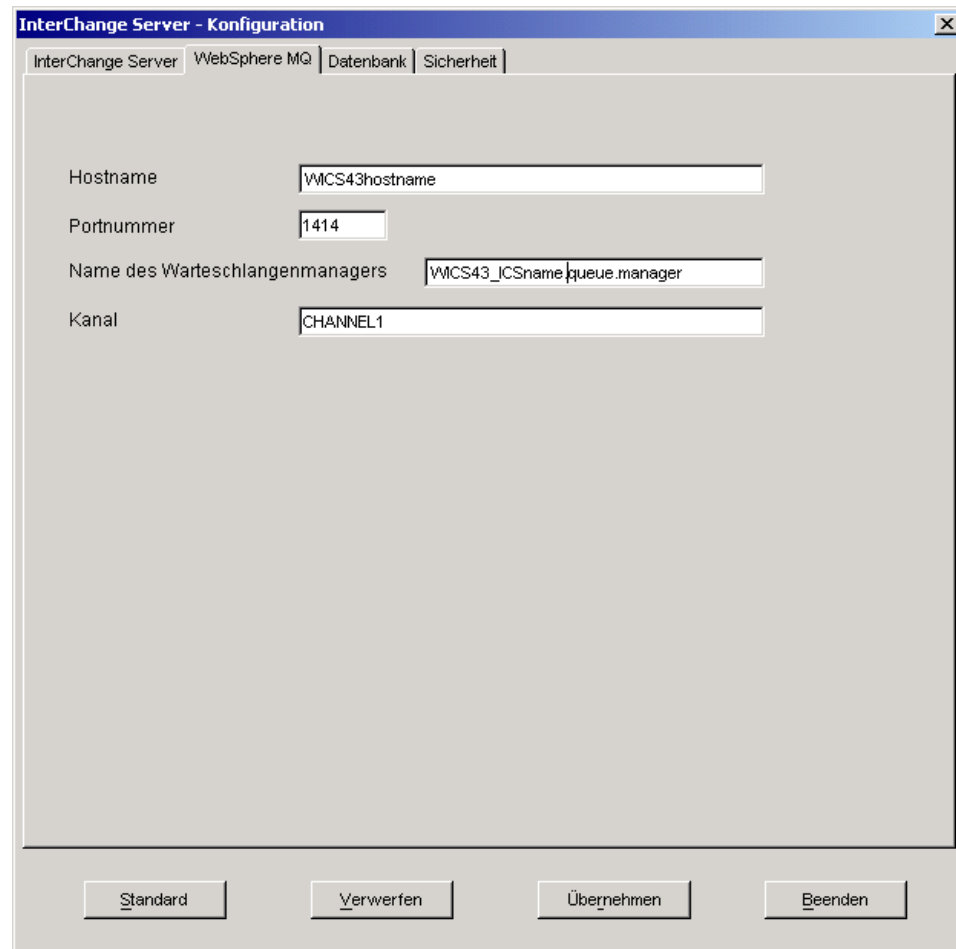 InterChange Server - Konfiguration
InterChange Server WebSphere MQ Datenbank Sicherheit
Hostname WICS43hostname
Portnummer 1414
Name des Warteschlangenmanagers WICS43_ICSname.queue.manager
Kanal CHANNEL1
Standard Verwerfen Übernehmen Beenden